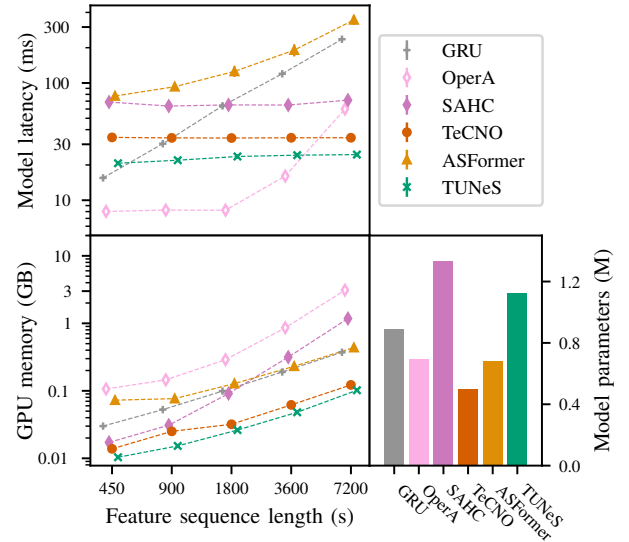 Model latency (ms)
300
100
30
10
GRU
OperA
SAHC
TeCNO
ASFormer
TUNeS
GPU memory (GB)
10
3
1
0.3
0.1
0.03
0.01
450 900 1800 3600 7200
Feature sequence length (s)
1.2
0.8
0.4
0.0
Model parameters (M)
GRU
OperA
SAHC
TeCNO
ASFormer
TUNeS